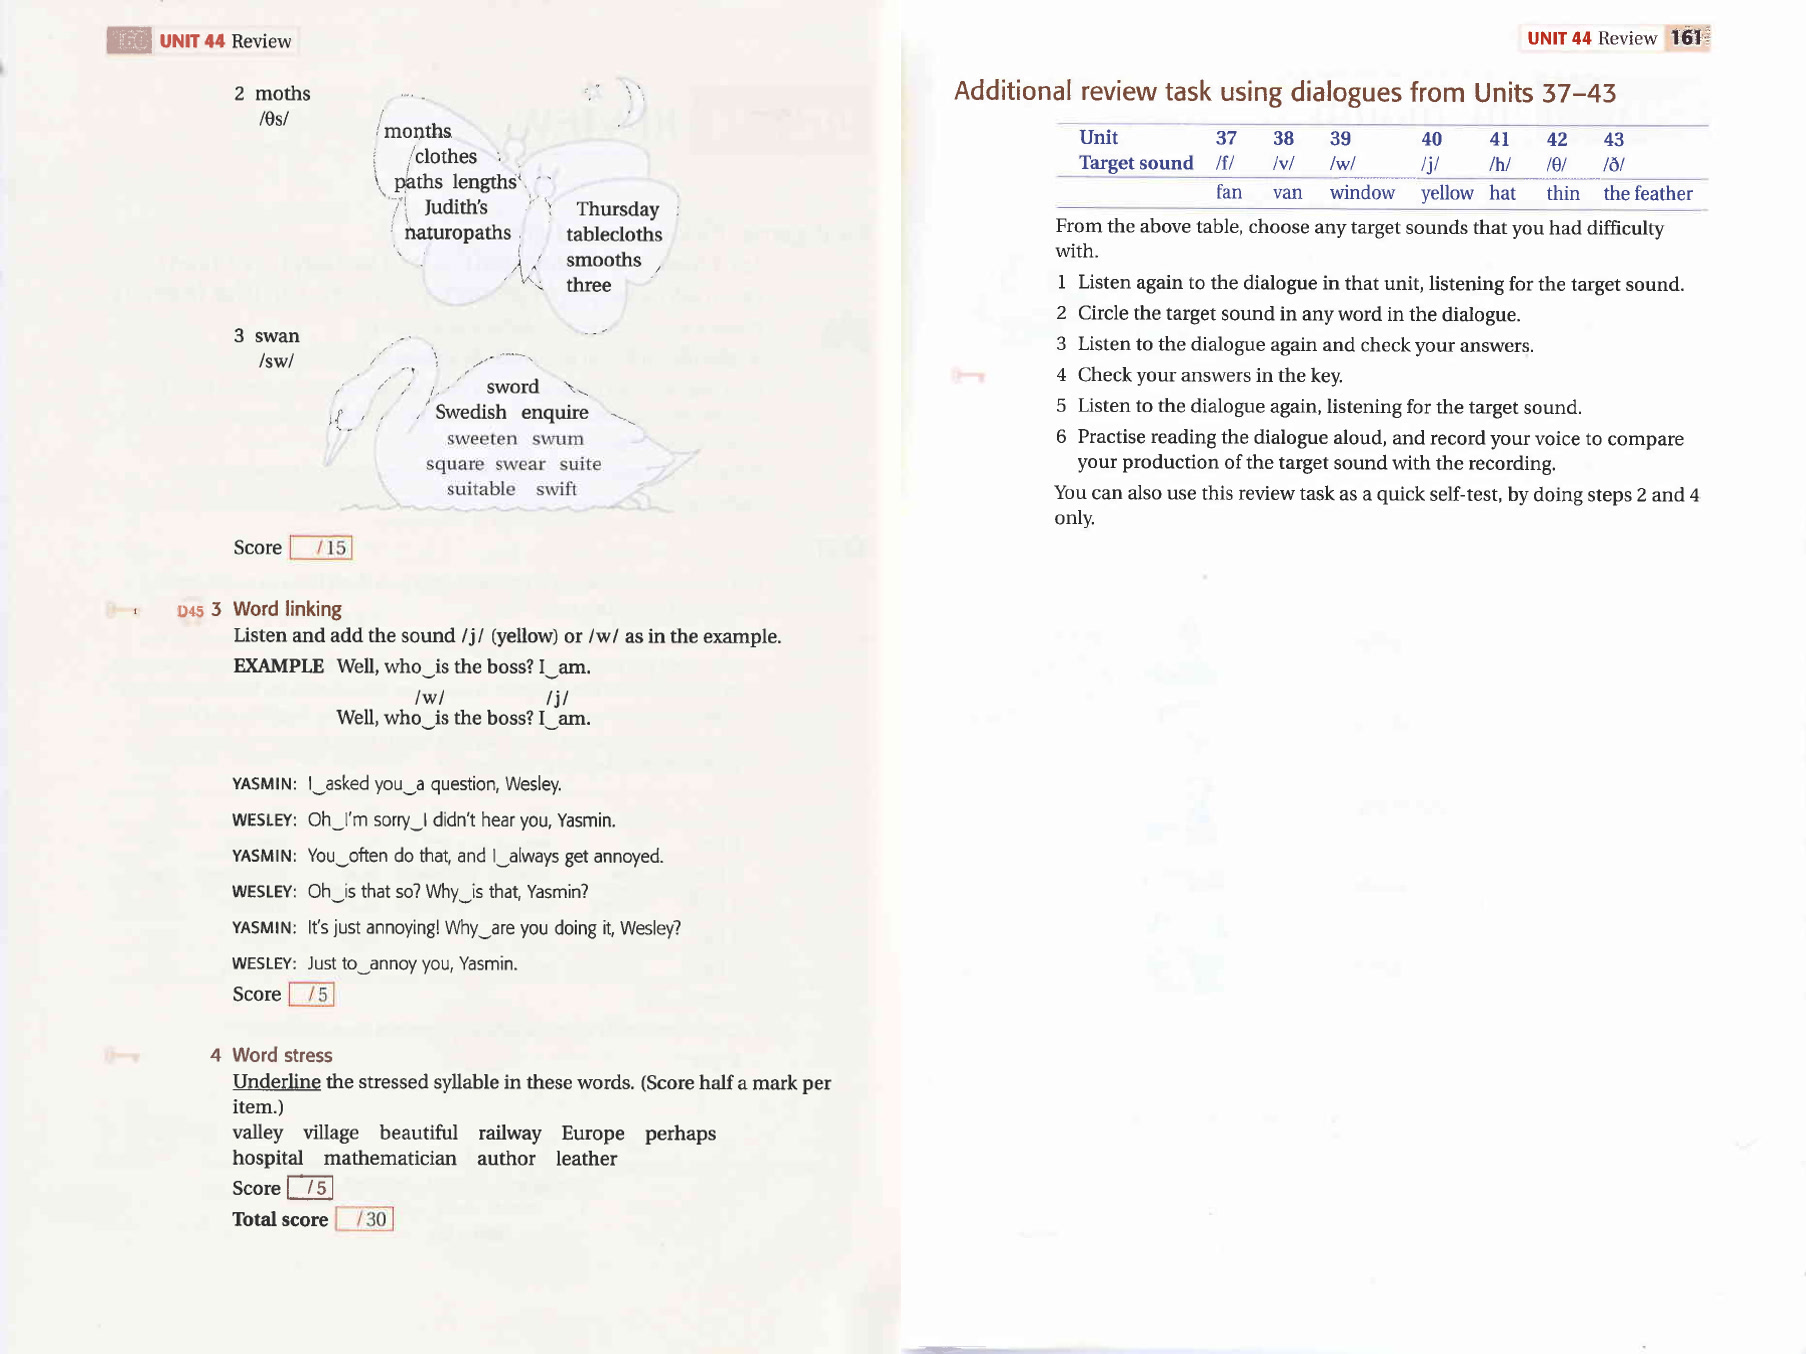 UNIT 44 Review
2 moths
/θs/
months
clothes
paths lengths
Judith's
naturopaths
Thursday
tablecloths
smooths
three
3 swan
/sw/
sword
Swedish enquire
sweeten swum
square swear suite
suitable swift
Score /15
D45 3 Word linking
Listen and add the sound /j/ (yellow) or /w/ as in the example.
EXAMPLE Well, who‿is the boss? I‿am.
/w/ /j/
Well, who‿is the boss? I‿am.
YASMIN: I‿asked you‿a question, Wesley.
WESLEY: Oh‿I'm sorry‿I didn't hear you, Yasmin.
YASMIN: You‿often do that, and I‿always get annoyed.
WESLEY: Oh‿is that so? Why‿is that, Yasmin?
YASMIN: It's just annoying! Why‿are you doing it, Wesley?
WESLEY: Just to‿annoy you, Yasmin.
Score /5
4 Word stress
Underline the stressed syllable in these words. (Score half a mark per
item.)
valley village beautiful railway Europe perhaps
hospital mathematician author leather
Score /5
Total score /30
UNIT 44 Review 161
Additional review task using dialogues from Units 37–43
Unit 37 38 39 40 41 42 43
Target sound /f/ /v/ /w/ /j/ /h/ /θ/ /ð/
fan van window yellow hat thin the feather
From the above table, choose any target sounds that you had difficulty
with.
1 Listen again to the dialogue in that unit, listening for the target sound.
2 Circle the target sound in any word in the dialogue.
3 Listen to the dialogue again and check your answers.
4 Check your answers in the key.
5 Listen to the dialogue again, listening for the target sound.
6 Practise reading the dialogue aloud, and record your voice to compare
your production of the target sound with the recording.
You can also use this review task as a quick self-test, by doing steps 2 and 4
only.